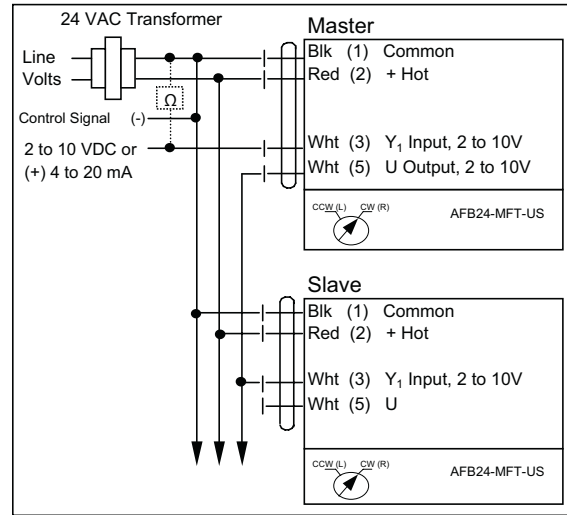 24 VAC Transformer
Line
Volts
Ω
Control Signal (-)
2 to 10 VDC or
(+) 4 to 20 mA
Master
Blk (1) Common
Red (2) + Hot
Wht (3) Y₁ Input, 2 to 10V
Wht (5) U Output, 2 to 10V
CCW (L) CW (R)
AFB24-MFT-US
Slave
Blk (1) Common
Red (2) + Hot
Wht (3) Y₁ Input, 2 to 10V
Wht (5) U
CCW (L) CW (R)
AFB24-MFT-US